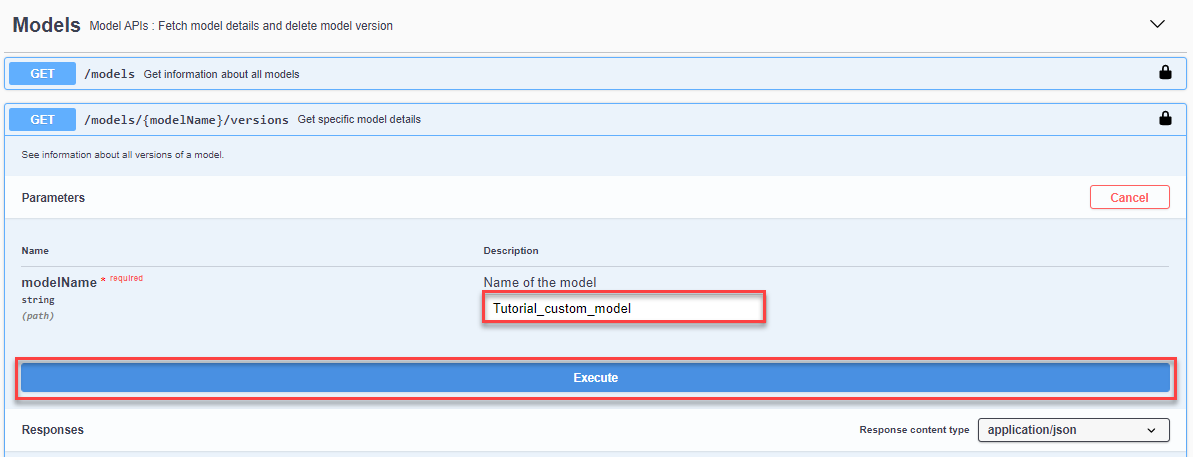 Models Model APIs : Fetch model details and delete model version
GET /models Get information about all models
GET /models/{modelName}/versions Get specific model details
See information about all versions of a model.
Parameters Cancel
Name Description
modelName * required Name of the model
string Tutorial_custom_model
(path)
Execute
Responses Response content type application/json